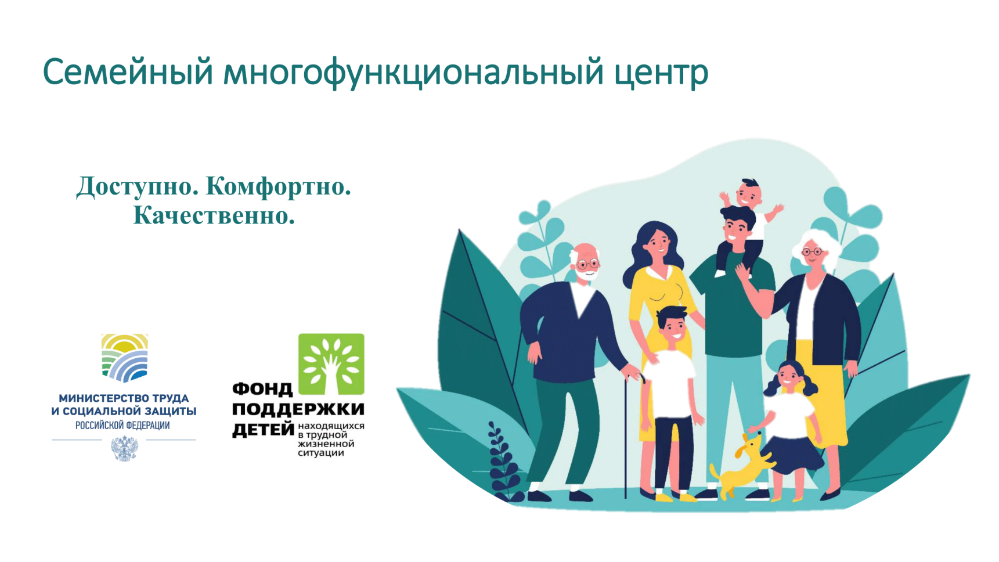 Семейный многофункциональный центр
Доступно. Комфортно.
Качественно.
МИНИСТЕРСТВО ТРУДА
И СОЦИАЛЬНОЙ ЗАЩИТЫ
РОССИЙСКОЙ ФЕДЕРАЦИИ
ФОНД
ПОДДЕРЖКИ
ДЕТЕЙ
находящихся
в трудной
жизненной
ситуации